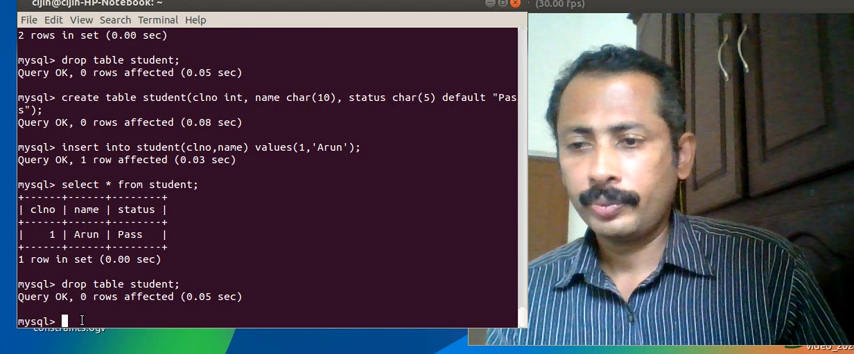 cijin@cijin-HP-Notebook: ~
(30.00 fps)
File Edit View Search Terminal Help
2 rows in set (0.00 sec)
mysql> drop table student;
Query OK, 0 rows affected (0.05 sec)
mysql> create table student(clno int, name char(10), status char(5) default "Pas
s");
Query OK, 0 rows affected (0.08 sec)
mysql> insert into student(clno,name) values(1,'Arun');
Query OK, 1 row affected (0.03 sec)
mysql> select * from student;
+------+------+--------+
| clno | name | status |
+------+------+--------+
| 1 | Arun | Pass |
+------+------+--------+
1 row in set (0.00 sec)
mysql> drop table student;
Query OK, 0 rows affected (0.05 sec)
mysql>
constraints.ogv